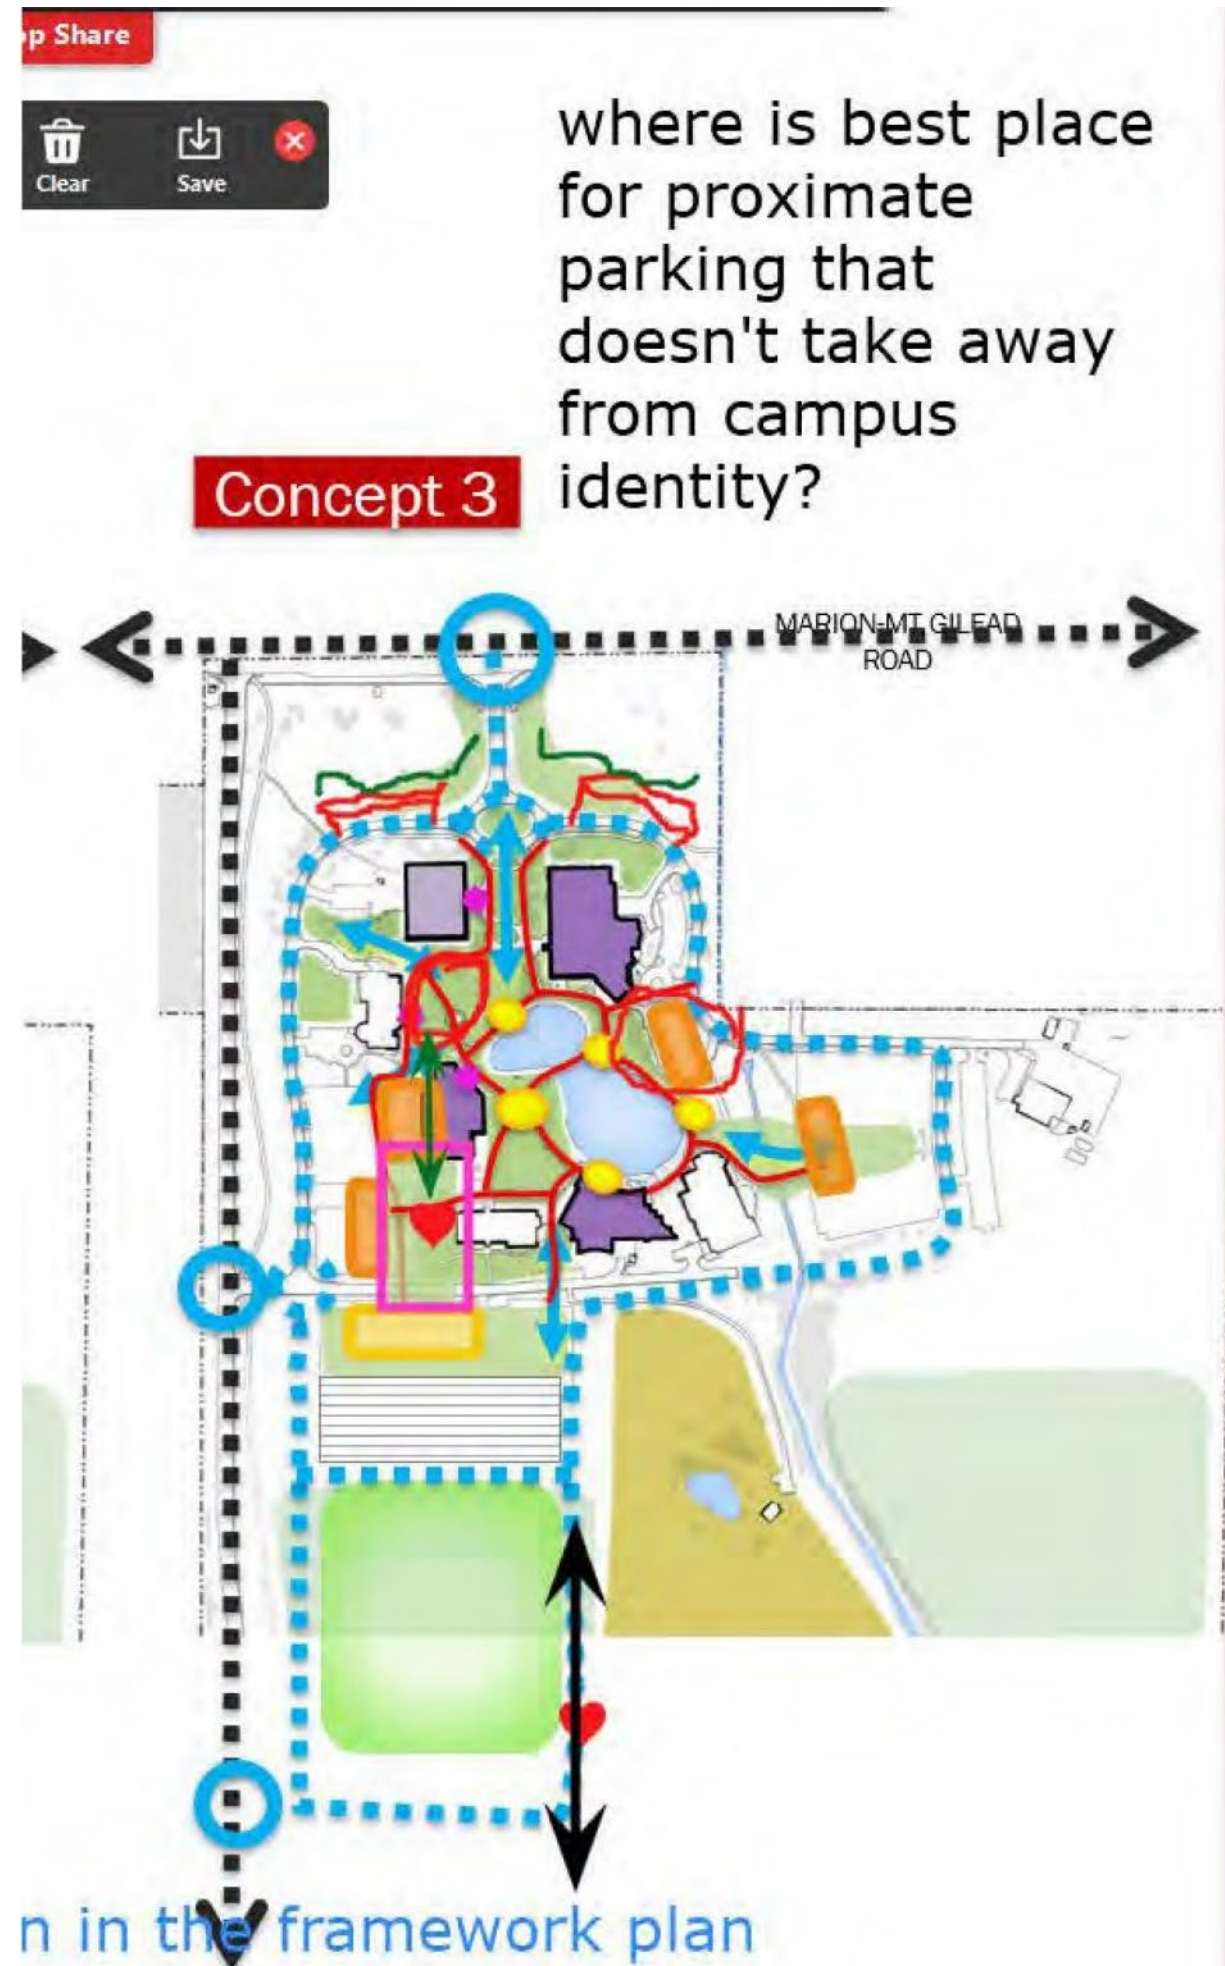 p Share
Clear
Save
where is best place
for proximate
parking that
doesn't take away
from campus
identity?
Concept 3
MARION-MT GILEAD
ROAD
n in the framework plan